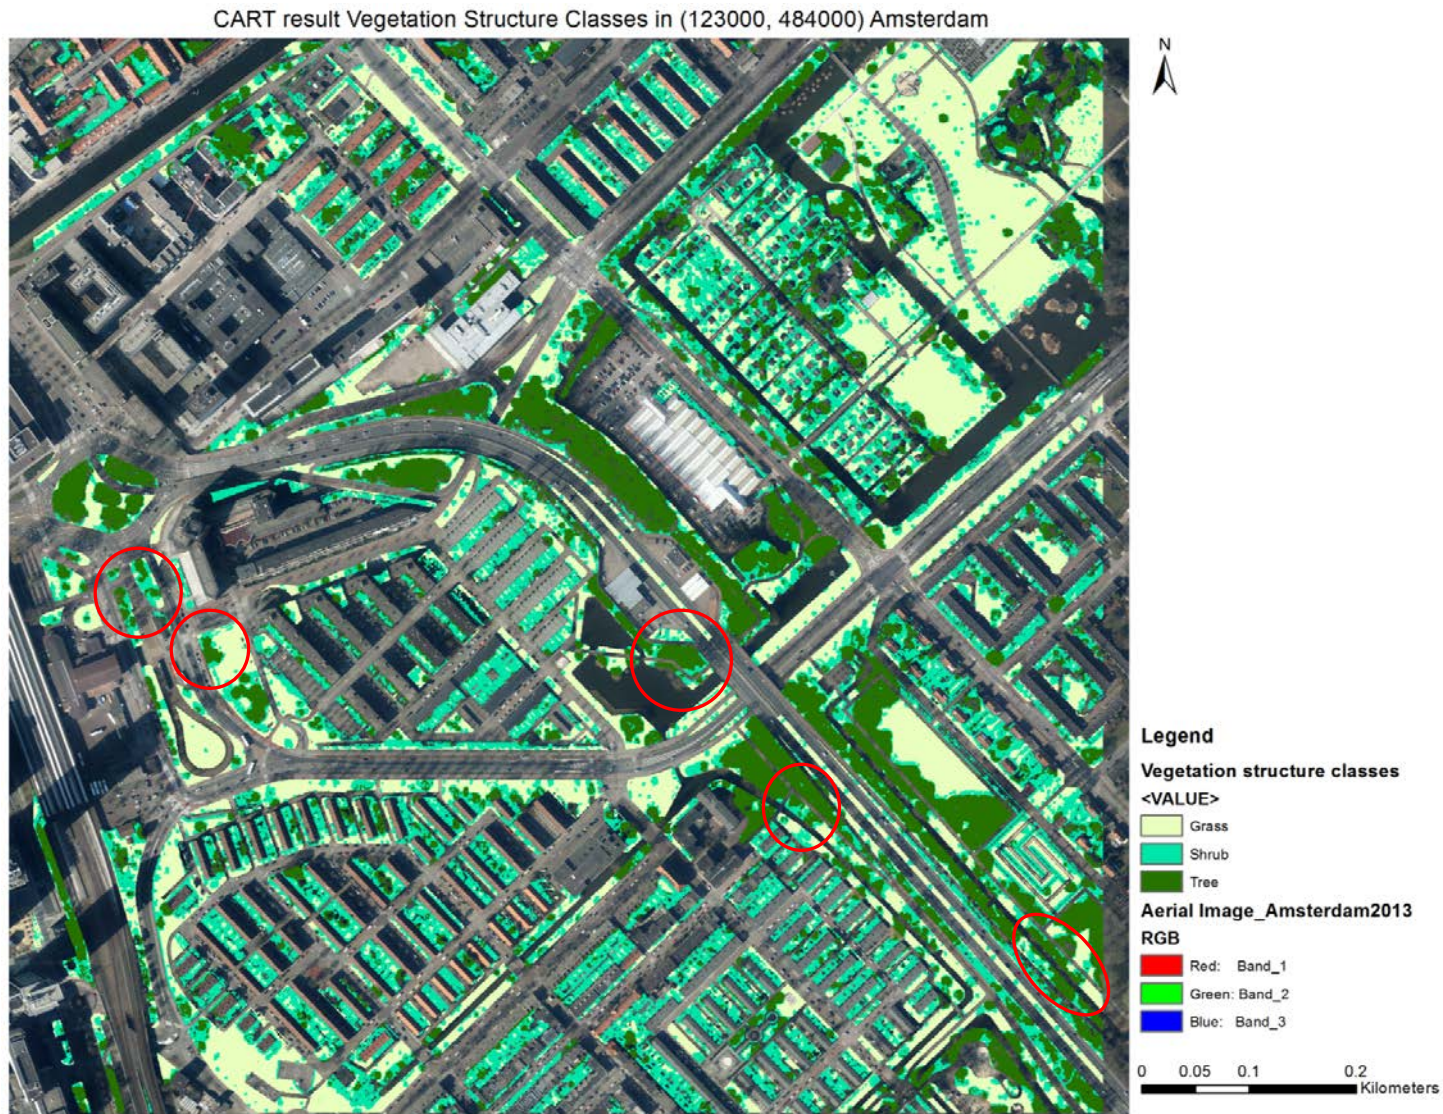 CART result Vegetation Structure Classes in (123000, 484000) Amsterdam
N
Legend
Vegetation structure classes
<VALUE>
Grass
Shrub
Tree
Aerial Image_Amsterdam2013
RGB
Red: Band_1
Green: Band_2
Blue: Band_3
0 0.05 0.1 0.2
Kilometers